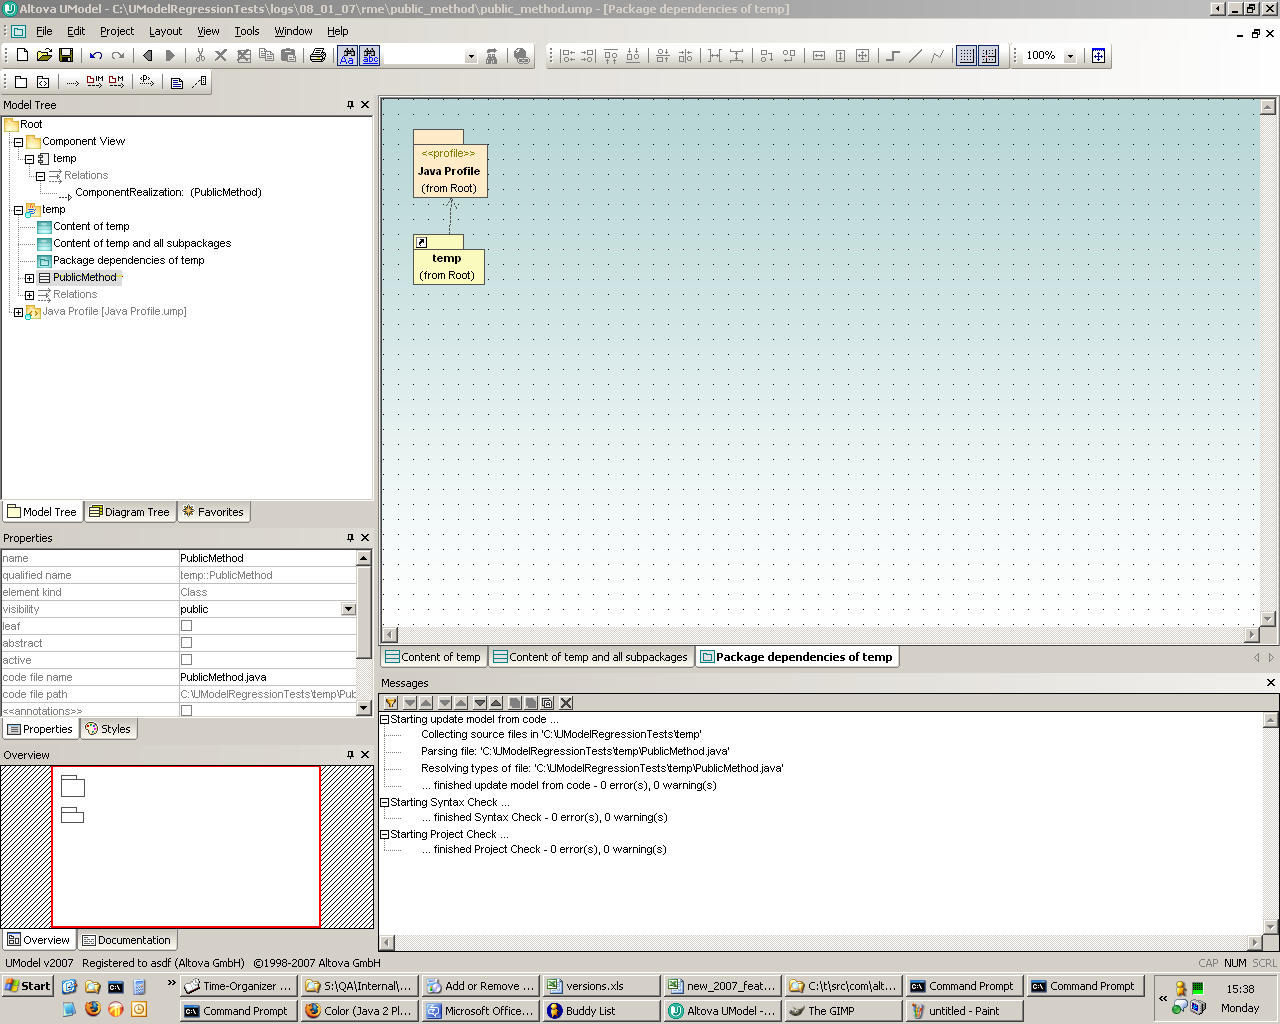 Altova UModel - C:\UModelRegressionTests\logs\08_01_07\rme\public_method\public_method.ump - [Package dependencies of temp]
File Edit Project Layout View Tools Window Help
100%
Model Tree
Root
Component View
temp
Relations
ComponentRealization: (PublicMethod)
temp
Content of temp
Content of temp and all subpackages
Package dependencies of temp
PublicMethod
Relations
Java Profile [Java Profile.ump]
Model Tree Diagram Tree Favorites
<<profile>>
Java Profile
(from Root)
temp
(from Root)
Content of temp Content of temp and all subpackages Package dependencies of temp
Properties
name PublicMethod
qualified name temp::PublicMethod
element kind Class
visibility public
leaf
abstract
active
code file name PublicMethod.java
code file path C:\UModelRegressionTests\temp\Pub
<<annotations>>
Properties Styles
Overview
Overview Documentation
Messages
Starting update model from code ...
Collecting source files in 'C:\UModelRegressionTests\temp'
Parsing file: 'C:\UModelRegressionTests\temp\PublicMethod.java'
Resolving types of file: 'C:\UModelRegressionTests\temp\PublicMethod.java'
... finished update model from code - 0 error(s), 0 warning(s)
Starting Syntax Check ...
... finished Syntax Check - 0 error(s), 0 warning(s)
Starting Project Check ...
... finished Project Check - 0 error(s), 0 warning(s)
UModel v2007 Registered to asdf (Altova GmbH) ©1998-2007 Altova GmbH
CAP NUM SCRL
Start
Time-Organizer ... S:\QA\Internal\... Add or Remove ... versions.xls new_2007_feat... C:\t\src\com\alt... Command Prompt Command Prompt
Command Prompt Color (Java 2 Pl... Microsoft Office... Buddy List Altova UModel -... The GIMP untitled - Paint
15:38
Monday